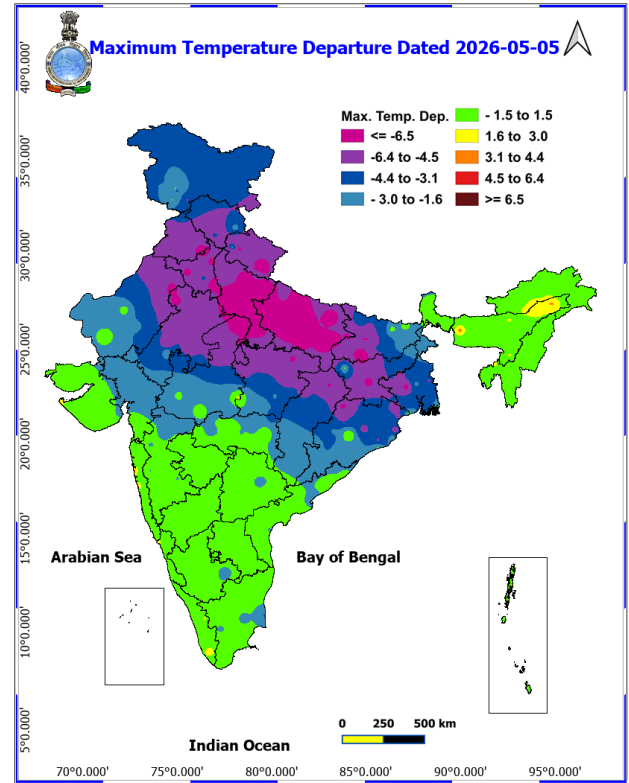 Maximum Temperature Departure Dated 2026-05-05
40°0.000'
35°0.000'
30°0.000'
25°0.000'
20°0.000'
15°0.000'
10°0.000'
5°0.000'
Max. Temp. Dep.
<= -6.5
-6.4 to -4.5
-4.4 to -3.1
- 3.0 to -1.6
- 1.5 to 1.5
1.6 to 3.0
3.1 to 4.4
4.5 to 6.4
>= 6.5
Arabian Sea
Bay of Bengal
0 250 500 km
Indian Ocean
70°0.000' 75°0.000' 80°0.000' 85°0.000' 90°0.000' 95°0.000'